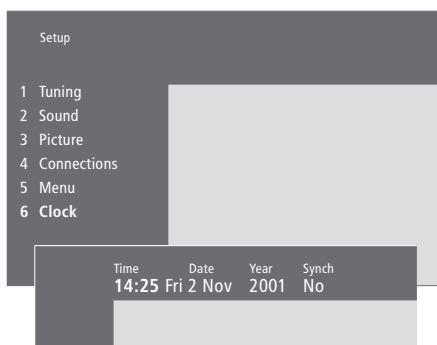 Setup
1 Tuning
2 Sound
3 Picture
4 Connections
5 Menu
6 Clock
Time Date Year Synch
14:25 Fri 2 Nov 2001 No